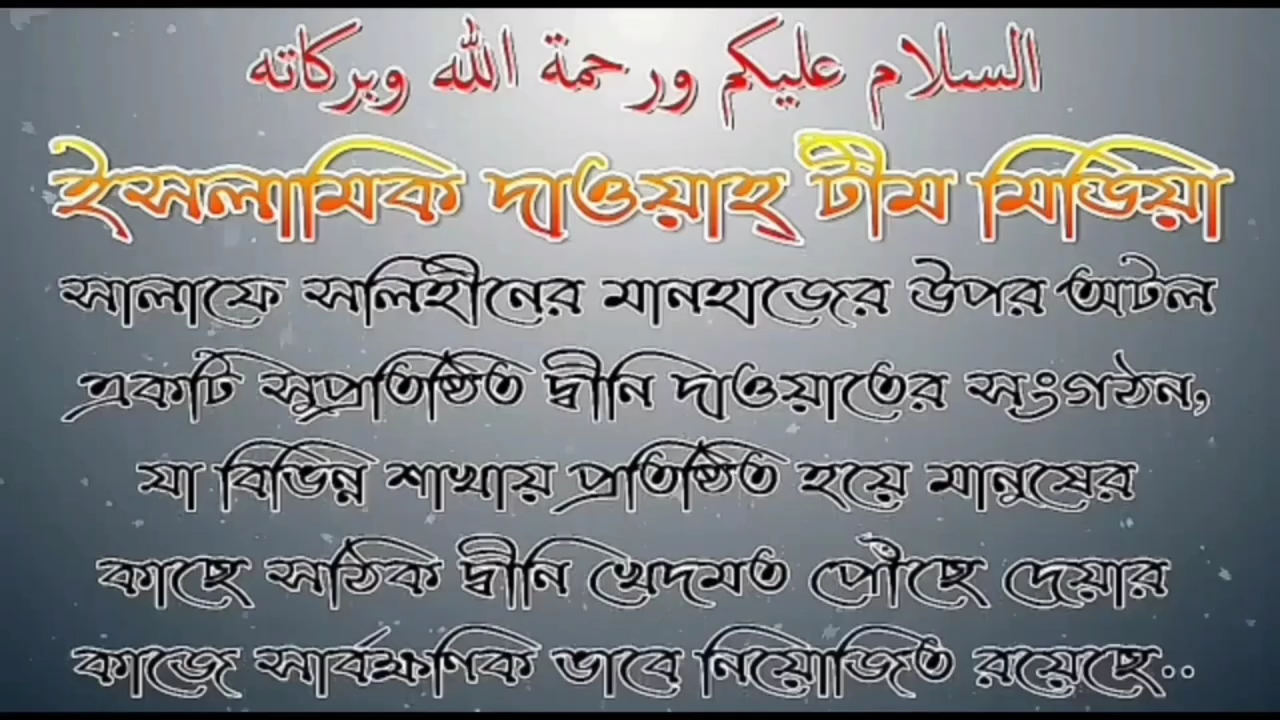 السلام عليكم ورحمة الله وبركاته
ইসলামিক দাওয়াহ্ টীম মিডিয়া
সালাফে সলিহীনের মানহাজের উপর অটল
একটি সুপ্রতিষ্ঠিত দ্বীনি দাওয়াতের সংগঠন,
যা বিভিন্ন শাখায় প্রতিষ্ঠিত হয়ে মানুষের
কাছে সঠিক দ্বীনি খেদমত পৌঁছে দেয়ার
কাজে সার্বক্ষণিক ভাবে নিয়োজিত রয়েছে..